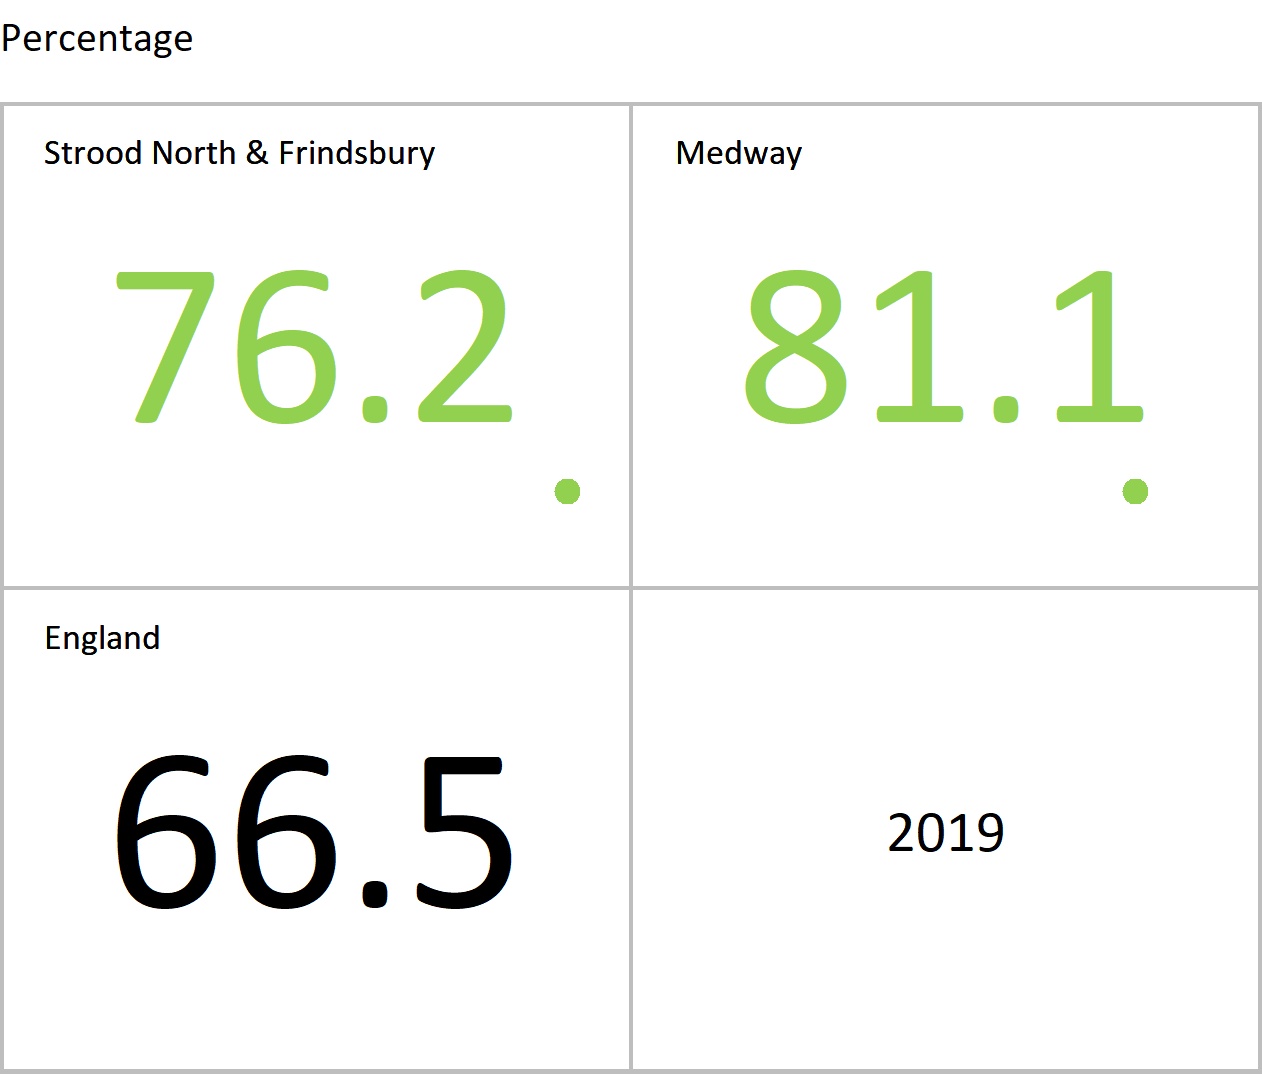 Percentage
Strood North & Frindsbury
76.2
Medway
81.1
England
66.5
2019